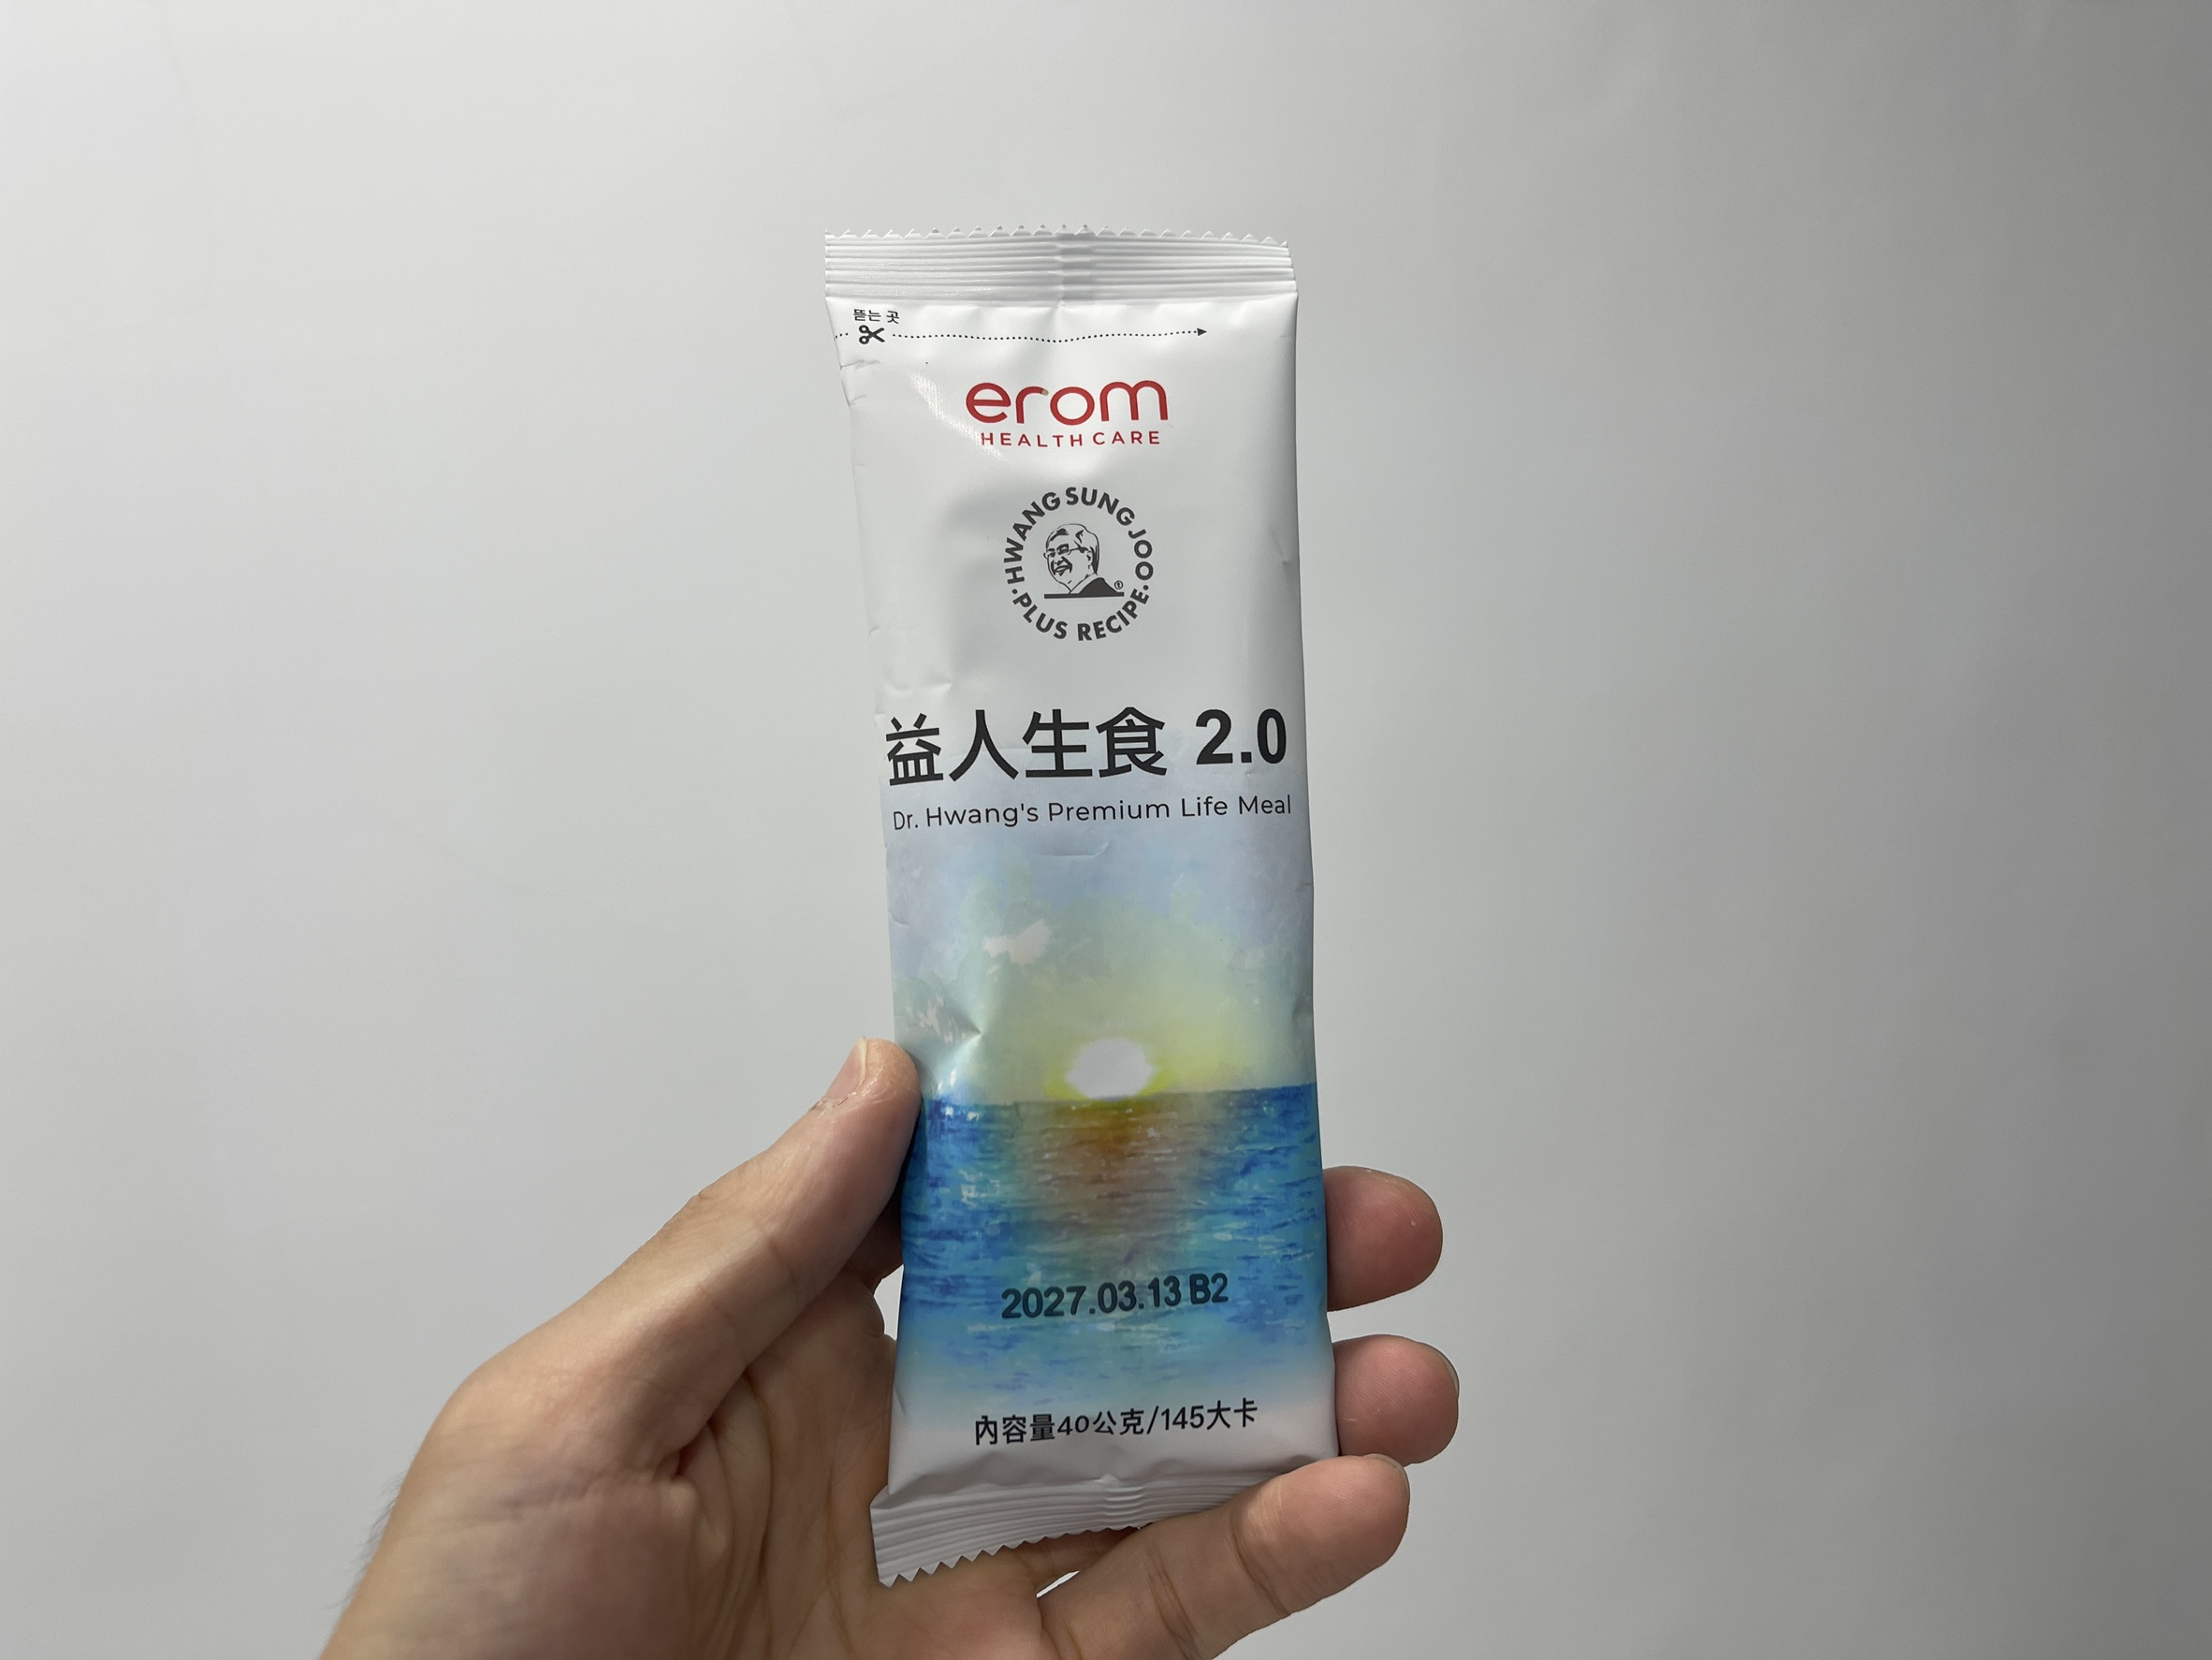 뜯는 곳
erom
HEALTH CARE
HWANG SUNG JOO
PLUS RECIPE
益人生食 2.0
Dr. Hwang's Premium Life Meal
2027.03.13 B2
內容量40公克/145大卡